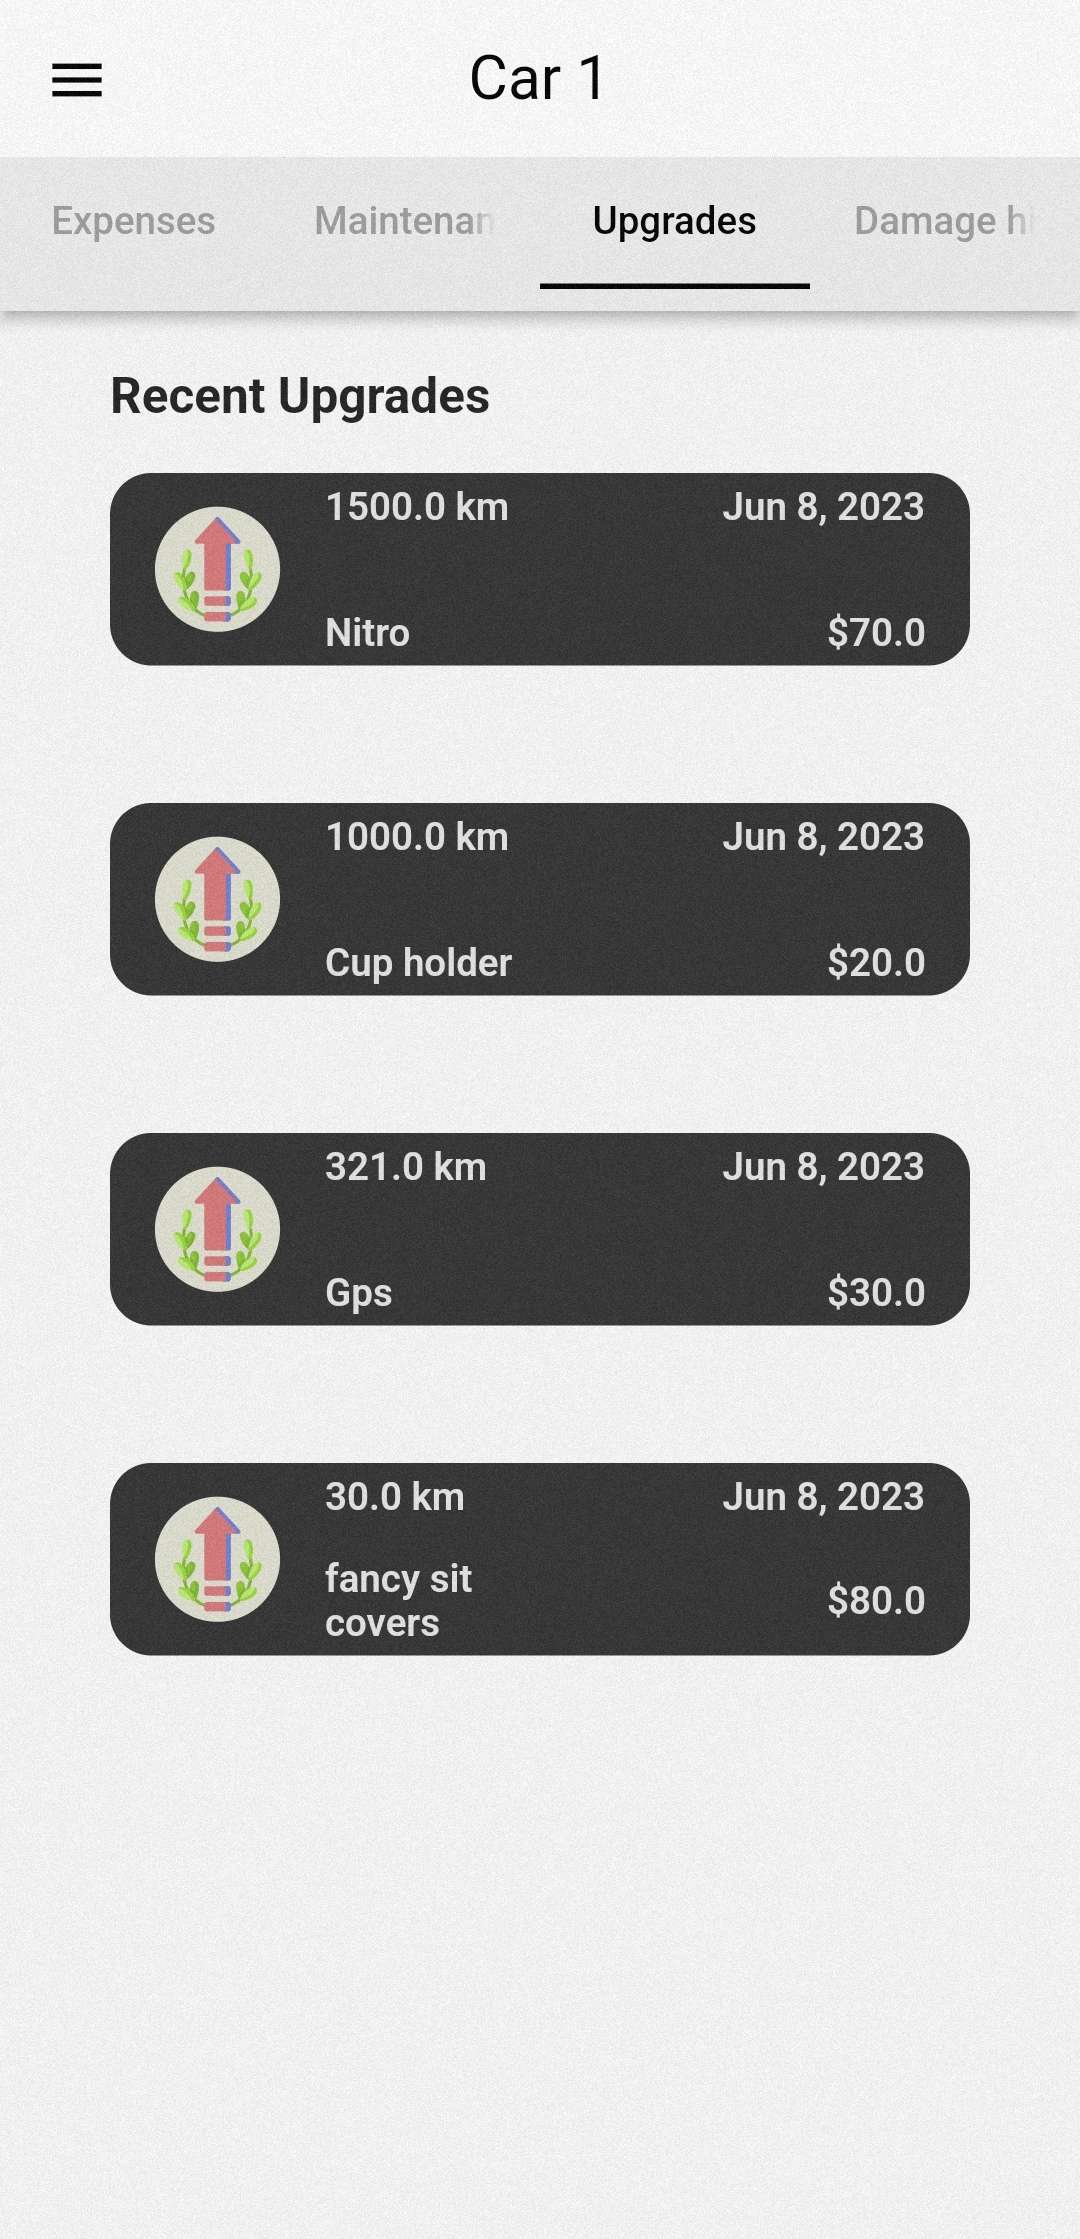 Car 1
Expenses
Maintenan
Upgrades
Damage hi
Recent Upgrades
1500.0 km
Jun 8, 2023
Nitro
$70.0
1000.0 km
Jun 8, 2023
Cup holder
$20.0
321.0 km
Jun 8, 2023
Gps
$30.0
30.0 km
Jun 8, 2023
fancy sit
covers
$80.0